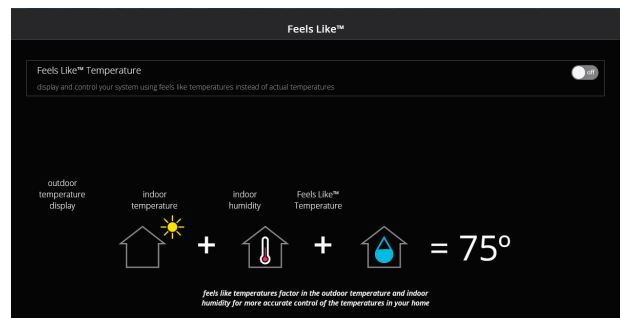 Feels Like™
Feels Like™ Temperature
off
display and control your system using feels like temperatures instead of actual temperatures
outdoor
temperature
display
indoor
temperature
indoor
humidity
Feels Like™
Temperature
+ + = 75°
feels like temperatures factor in the outdoor temperature and indoor
humidity for more accurate control of the temperatures in your home